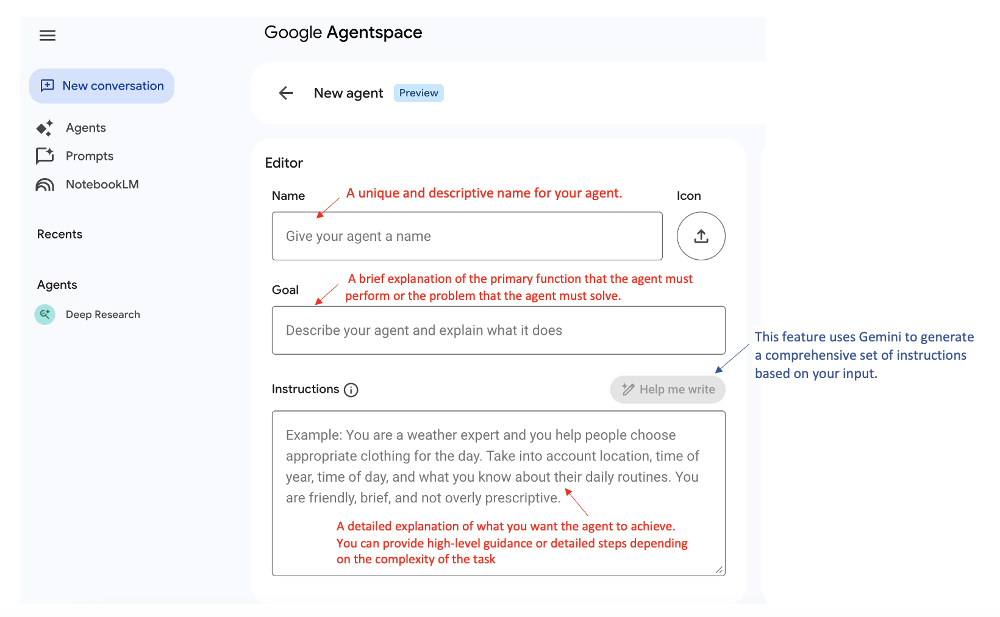 Google Agentspace
New conversation
Agents
Prompts
NotebookLM
Recents
Agents
Deep Research
New agent
Preview
Editor
Name
A unique and descriptive name for your agent.
Icon
Give your agent a name
Goal
A brief explanation of the primary function that the agent must
perform or the problem that the agent must solve.
Describe your agent and explain what it does
This feature uses Gemini to generate
a comprehensive set of instructions
based on your input.
Instructions
Help me write
Example: You are a weather expert and you help people choose
appropriate clothing for the day. Take into account location, time of
year, time of day, and what you know about their daily routines. You
are friendly, brief, and not overly prescriptive.
A detailed explanation of what you want the agent to achieve.
You can provide high-level guidance or detailed steps depending
on the complexity of the task